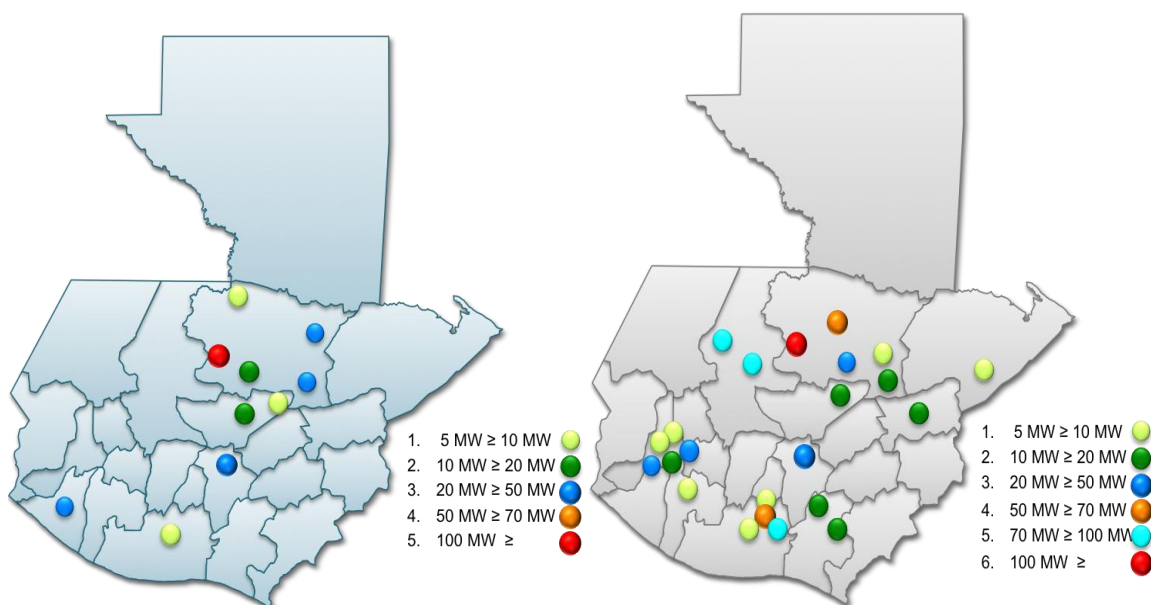 1. 5 MW ≥ 10 MW
2. 10 MW ≥ 20 MW
3. 20 MW ≥ 50 MW
4. 50 MW ≥ 70 MW
5. 100 MW ≥
1. 5 MW ≥ 10 MW
2. 10 MW ≥ 20 MW
3. 20 MW ≥ 50 MW
4. 50 MW ≥ 70 MW
5. 70 MW ≥ 100 MW
6. 100 MW ≥